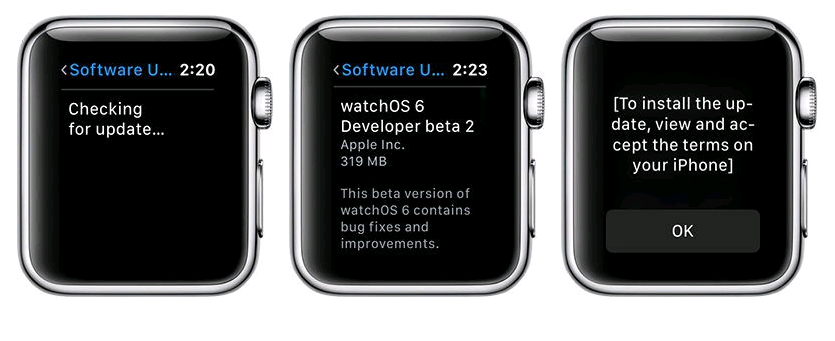 <Software U... 2:20
Checking
for update...
<Software U... 2:23
watchOS 6
Developer beta 2
Apple Inc.
319 MB
This beta version of
watchOS 6 contains
bug fixes and
improvements.
[To install the up-
date, view and ac-
cept the terms on
your iPhone]
OK